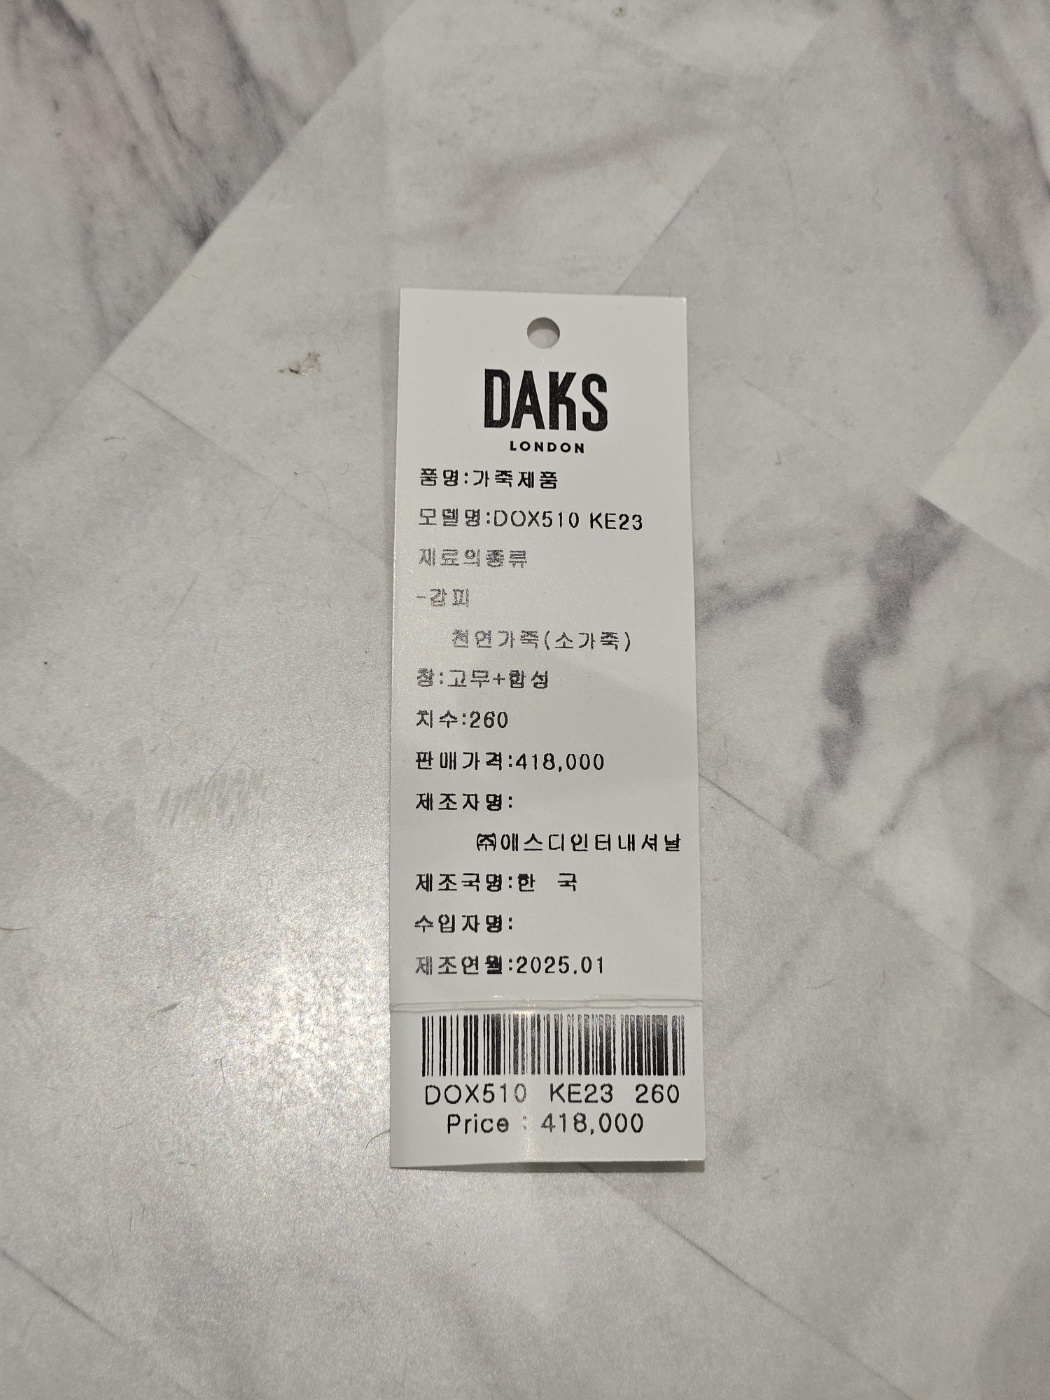 DAKS
LONDON
품명:가죽제품
모델명:DOX510 KE23
재료의종류
-갑피
천연가죽(소가죽)
창:고무+합성
치수:260
판매가격:418,000
제조자명:
㈜에스디인터내셔날
제조국명:한 국
수입자명:
제조연월:2025.01
DOX510 KE23 260
Price : 418,000